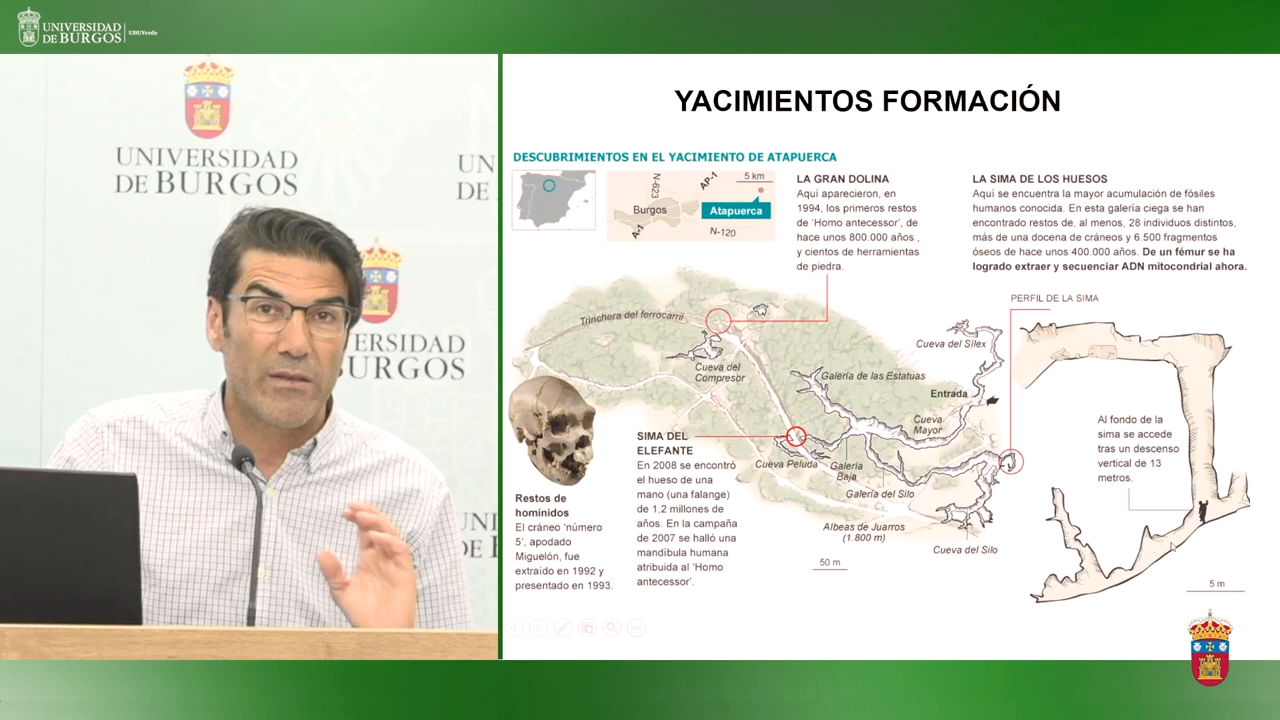 UNIVERSIDAD
DE BURGOS
UBUVerde
UNIVERSIDAD
DE BURGOS
UN
DE
VERSIDAD
BURGOS
UNI
DE
YACIMIENTOS FORMACIÓN
DESCUBRIMIENTOS EN EL YACIMIENTO DE ATAPUERCA
N-623
AP-1
5 km
Burgos
Atapuerca
A-1
N-120
LA GRAN DOLINA
Aquí aparecieron, en
1994, los primeros restos
de 'Homo antecessor', de
hace unos 800.000 años ,
y cientos de herramientas
de piedra.
LA SIMA DE LOS HUESOS
Aquí se encuentra la mayor acumulación de fósiles
humanos conocida. En esta galería ciega se han
encontrado restos de, al menos, 28 individuos distintos,
más de una docena de cráneos y 6.500 fragmentos
óseos de hace unos 400.000 años. De un fémur se ha
logrado extraer y secuenciar ADN mitocondrial ahora.
PERFIL DE LA SIMA
Trinchera del ferrocarril
Cueva del
Compresor
Cueva del Sílex
Galería de las Estatuas
Entrada
Cueva
Mayor
Cueva Peluda
Galería
Baja
Galería del Silo
Albeas de Juarros
(1.800 m)
Cueva del Silo
50 m
SIMA DEL
ELEFANTE
En 2008 se encontró
el hueso de una
mano (una falange)
de 1,2 millones de
años. En la campaña
de 2007 se halló una
mandíbula humana
atribuida al 'Homo
antecessor'.
Restos de
homínidos
El cráneo 'número
5', apodado
Miguelón, fue
extraído en 1992 y
presentado en 1993.
Al fondo de la
sima se accede
tras un descenso
vertical de 13
metros.
5 m